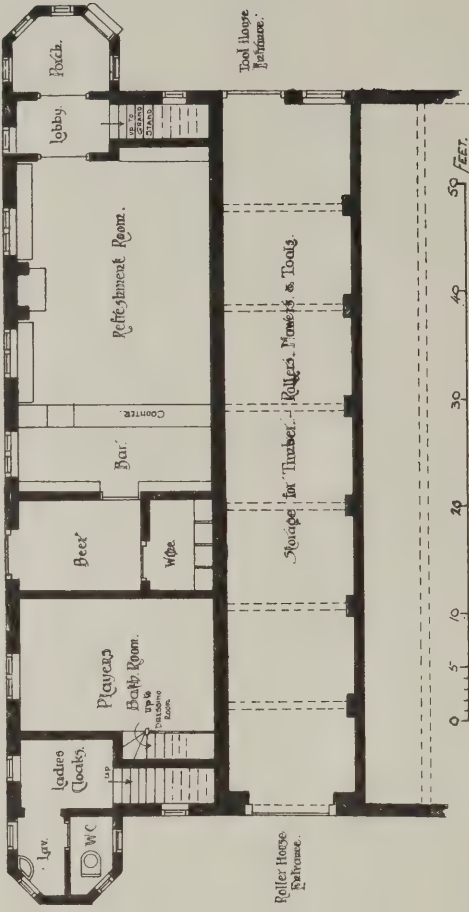 Porch.
Tool House
Entrance.
Lobby.
UP TO
GRAND
STAND
Refreshment Room.
Counter.
Bar.
Beer
Wine
Storage for Timber.– Rollers. Mowers. & Tools.
Players
Bath. Room.
Up to
Dressing
Room
Ladies
Cloaks.
UP
Lav.
W.C
Roller House
Entrance.
0 5 10 20 30 40 50 FEET.